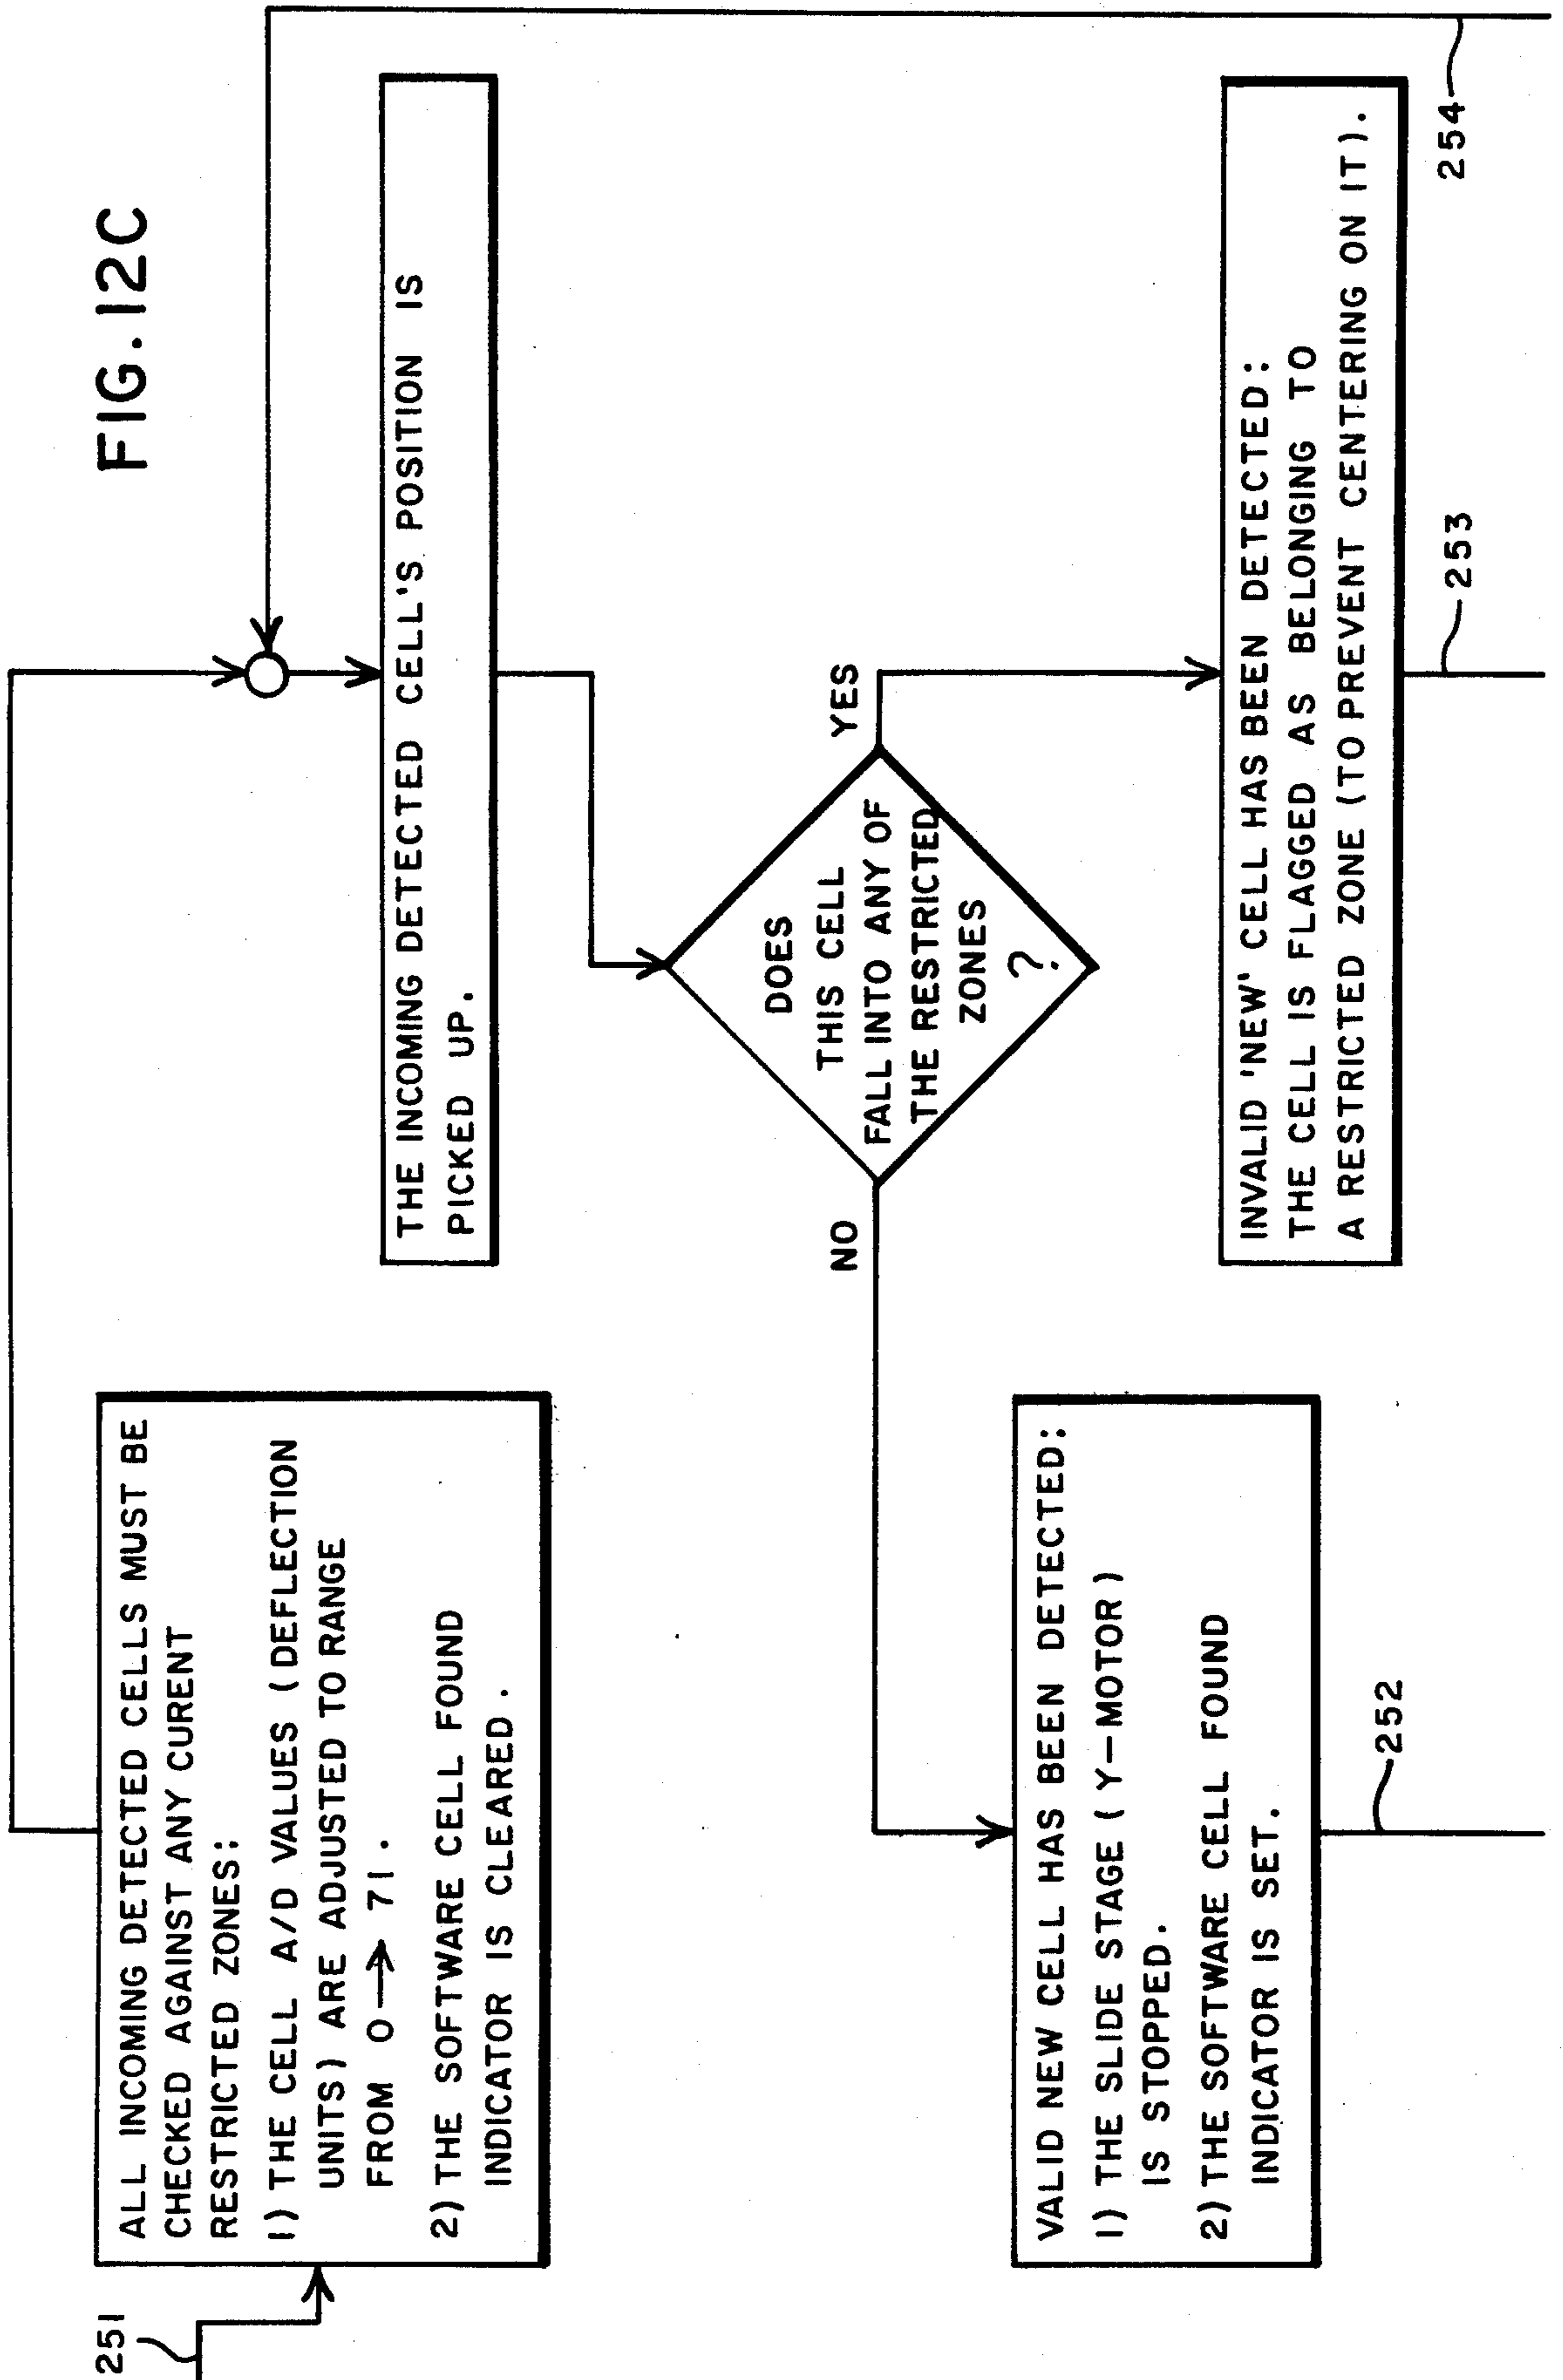 FIG. 12C
251
ALL INCOMING DETECTED CELLS MUST BE
CHECKED AGAINST ANY CURENT
RESTRICTED ZONES:
1) THE CELL A/D VALUES (DEFLECTION
UNITS) ARE ADJUSTED TO RANGE
FROM 0 → 71.
2) THE SOFTWARE CELL FOUND
INDICATOR IS CLEARED.
THE INCOMING DETECTED CELL'S POSITION IS
PICKED UP.
DOES
THIS CELL
FALL INTO ANY OF
THE RESTRICTED
ZONES
?
NO
YES
VALID NEW CELL HAS BEEN DETECTED:
1) THE SLIDE STAGE (Y-MOTOR)
IS STOPPED.
2) THE SOFTWARE CELL FOUND
INDICATOR IS SET.
252
INVALID 'NEW' CELL HAS BEEN DETECTED:
THE CELL IS FLAGGED AS BELONGING TO
A RESTRICTED ZONE (TO PREVENT CENTERING ON IT).
253
254